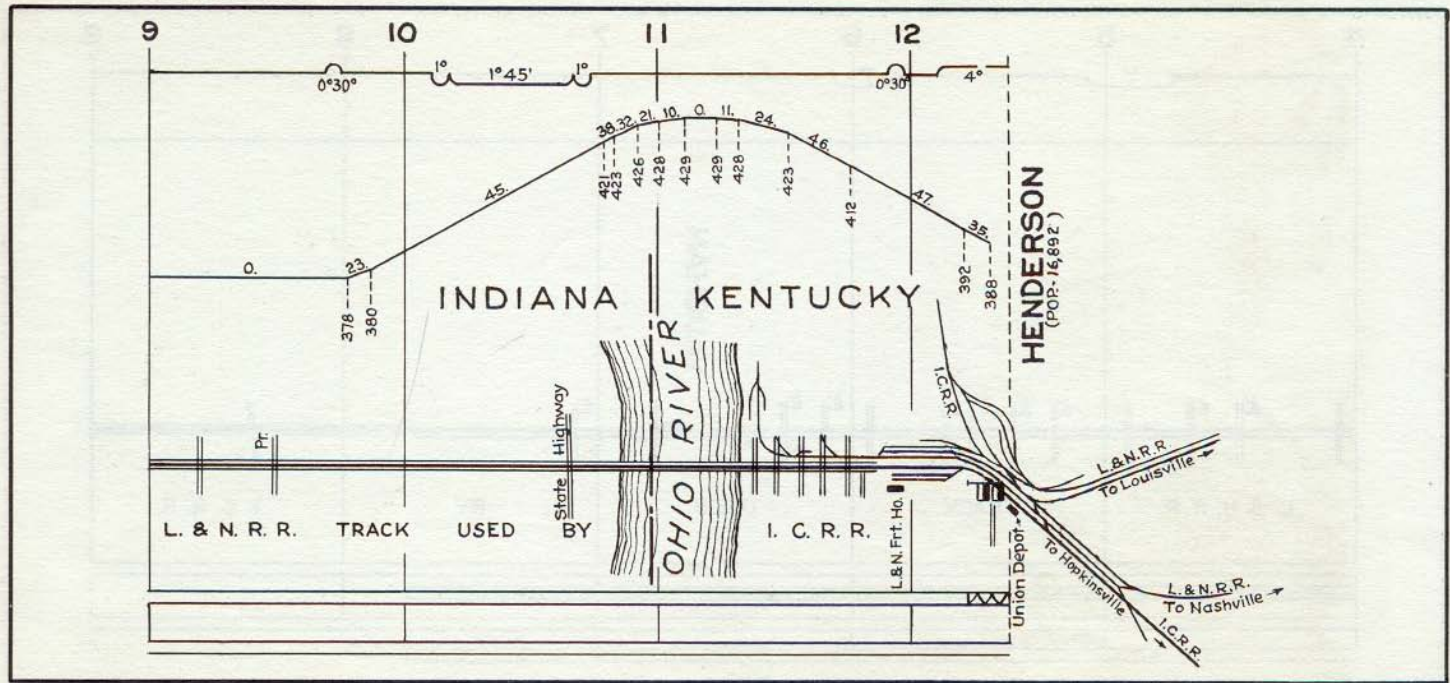 9 10 11 12
0°30' 1° 1°45' 1° 0°30' 4°
0. 23. 45. 38. 32. 21. 10. 0. 11. 24. 46. 47. 35.
378 380 421 423 426 428 429 429 428 423 412 392 388
HENDERSON
(POP.-16,892)
INDIANA KENTUCKY
OHIO RIVER
Pr.
State Highway
I.C.R.R.
L. & N. R. R. TRACK USED BY I. C. R. R.
L.&N. Frt. Ho.
Union Depot
L.&N.R.R.
To Louisville
To Hopkinsville
L.&N.R.R.
To Nashville
I.C.R.R.